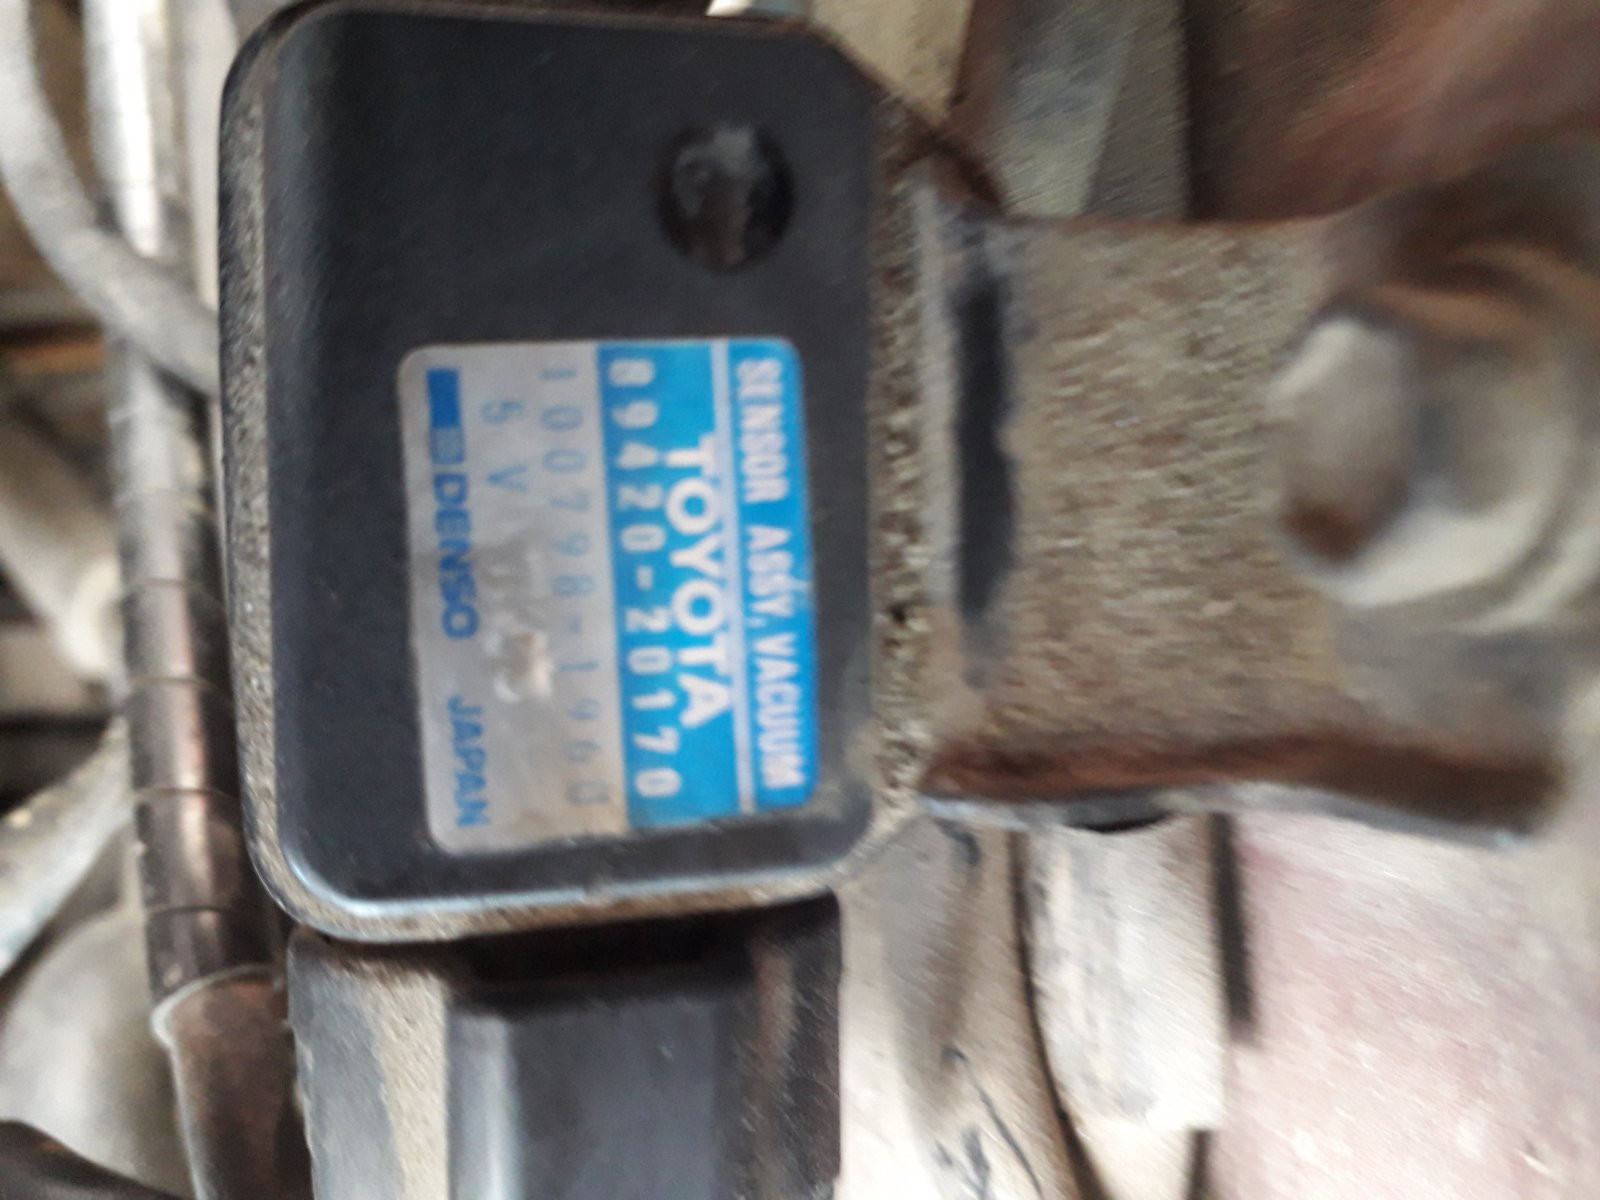 SENSOR ASSY, VACUUM
TOYOTA
89420-20170
100798-1960
5V
DENSO JAPAN